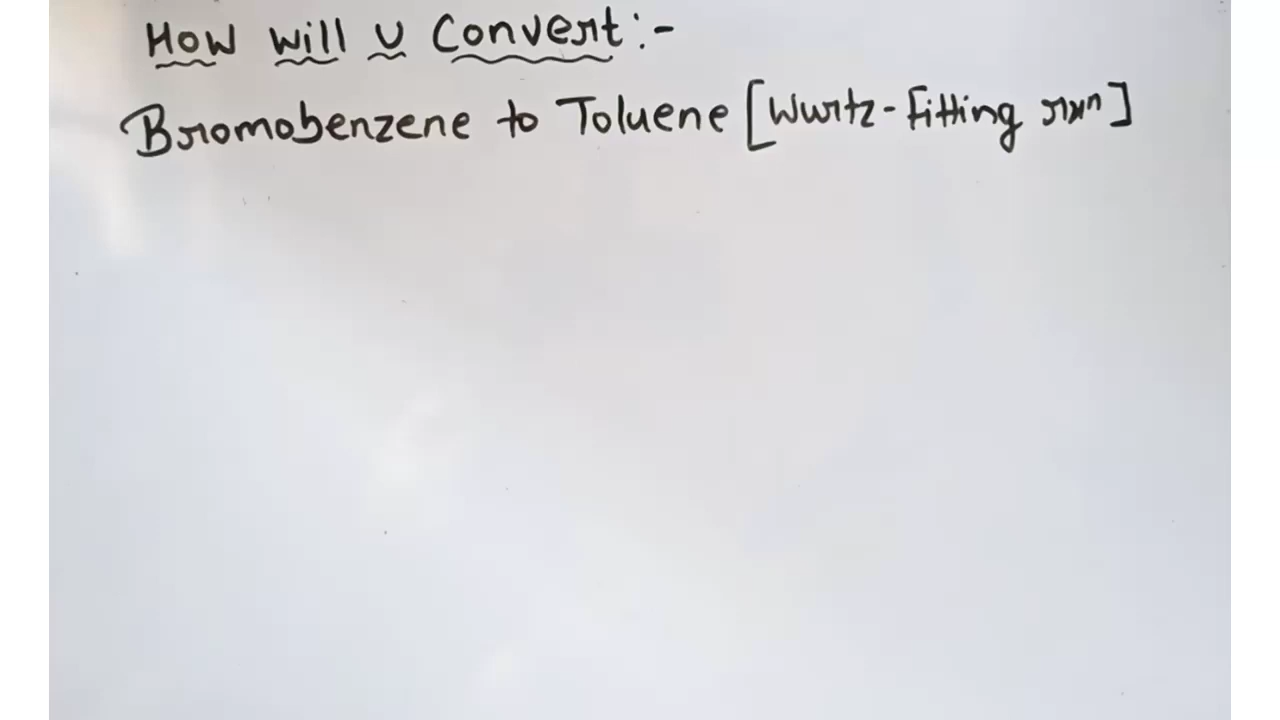 How will U Convert:-
Bromobenzene to Toluene [Wurtz-Fitting rxⁿ]